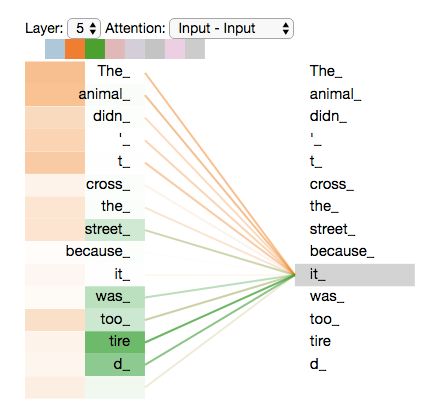 Layer: 5 Attention: Input - Input
The_ The_
animal_ animal_
didn_ didn_
'_ '_
t_ t_
cross_ cross_
the_ the_
street_ street_
because_ because_
it_ it_
was_ was_
too_ too_
tire tire
d_ d_